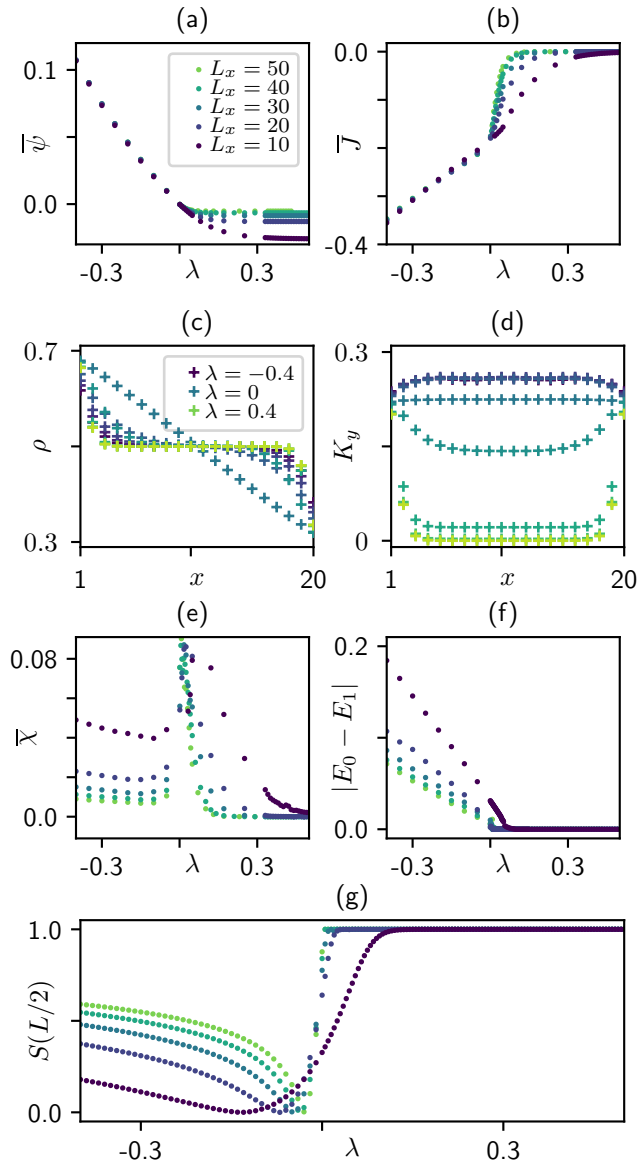 (a) (b)
0.1
0.0
ψ̅
-0.3 λ 0.3
L_x = 50
L_x = 40
L_x = 30
L_x = 20
L_x = 10
0.0
-0.4
J̅
-0.3 λ 0.3
(c) (d)
0.7
0.3
ρ
1 x 20
λ = −0.4
λ = 0
λ = 0.4
0.3
0
K_y
1 x 20
(e) (f)
0.08
0.0
χ̅
-0.3 λ 0.3
0.2
0.0
|E_0 − E_1|
-0.3 λ 0.3
(g)
1.0
0.0
S(L/2)
-0.3 λ 0.3